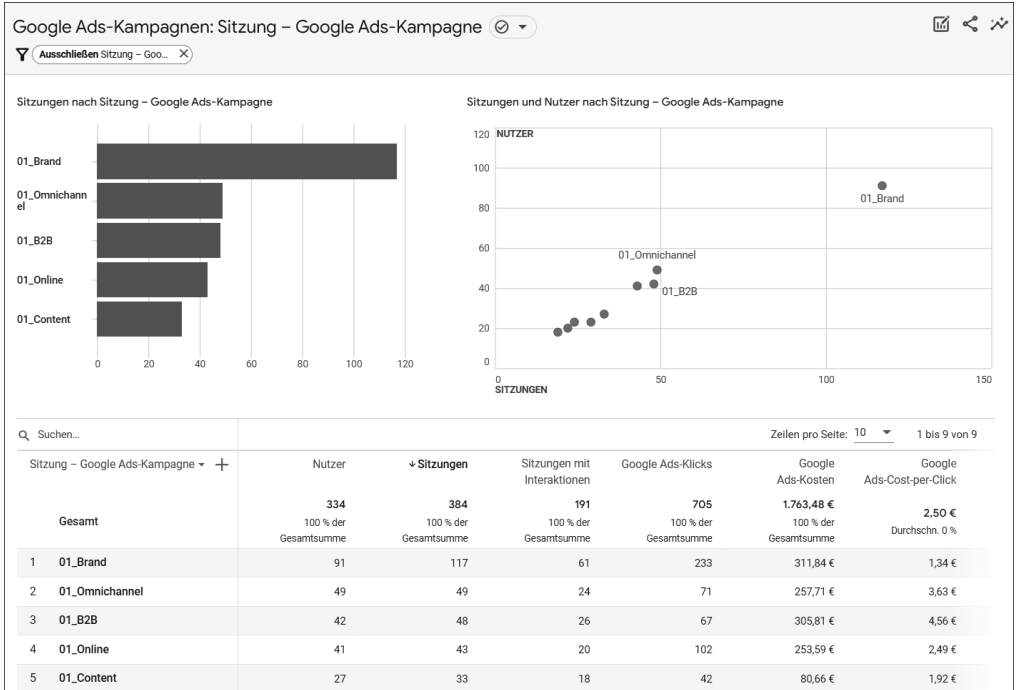 Google Ads-Kampagnen: Sitzung – Google Ads-Kampagne
Ausschließen Sitzung – Goo...
Sitzungen nach Sitzung – Google Ads-Kampagne
01_Brand
01_Omnichann
el
01_B2B
01_Online
01_Content
0 20 40 60 80 100 120
Sitzungen und Nutzer nach Sitzung – Google Ads-Kampagne
120 NUTZER
100
80
60
40
20
0
01_Brand
01_Omnichannel
01_B2B
0 50 100 150
SITZUNGEN
Suchen...
Zeilen pro Seite: 10 1 bis 9 von 9
Sitzung – Google Ads-Kampagne
Nutzer
Sitzungen
Sitzungen mit
Interaktionen
Google Ads-Klicks
Google
Ads-Kosten
Google
Ads-Cost-per-Click
Gesamt
334
100 % der
Gesamtsumme
384
100 % der
Gesamtsumme
191
100 % der
Gesamtsumme
705
100 % der
Gesamtsumme
1.763,48 €
100 % der
Gesamtsumme
2,50 €
Durchschn. 0 %
1 01_Brand 91 117 61 233 311,84 € 1,34 €
2 01_Omnichannel 49 49 24 71 257,71 € 3,63 €
3 01_B2B 42 48 26 67 305,81 € 4,56 €
4 01_Online 41 43 20 102 253,59 € 2,49 €
5 01_Content 27 33 18 42 80,66 € 1,92 €